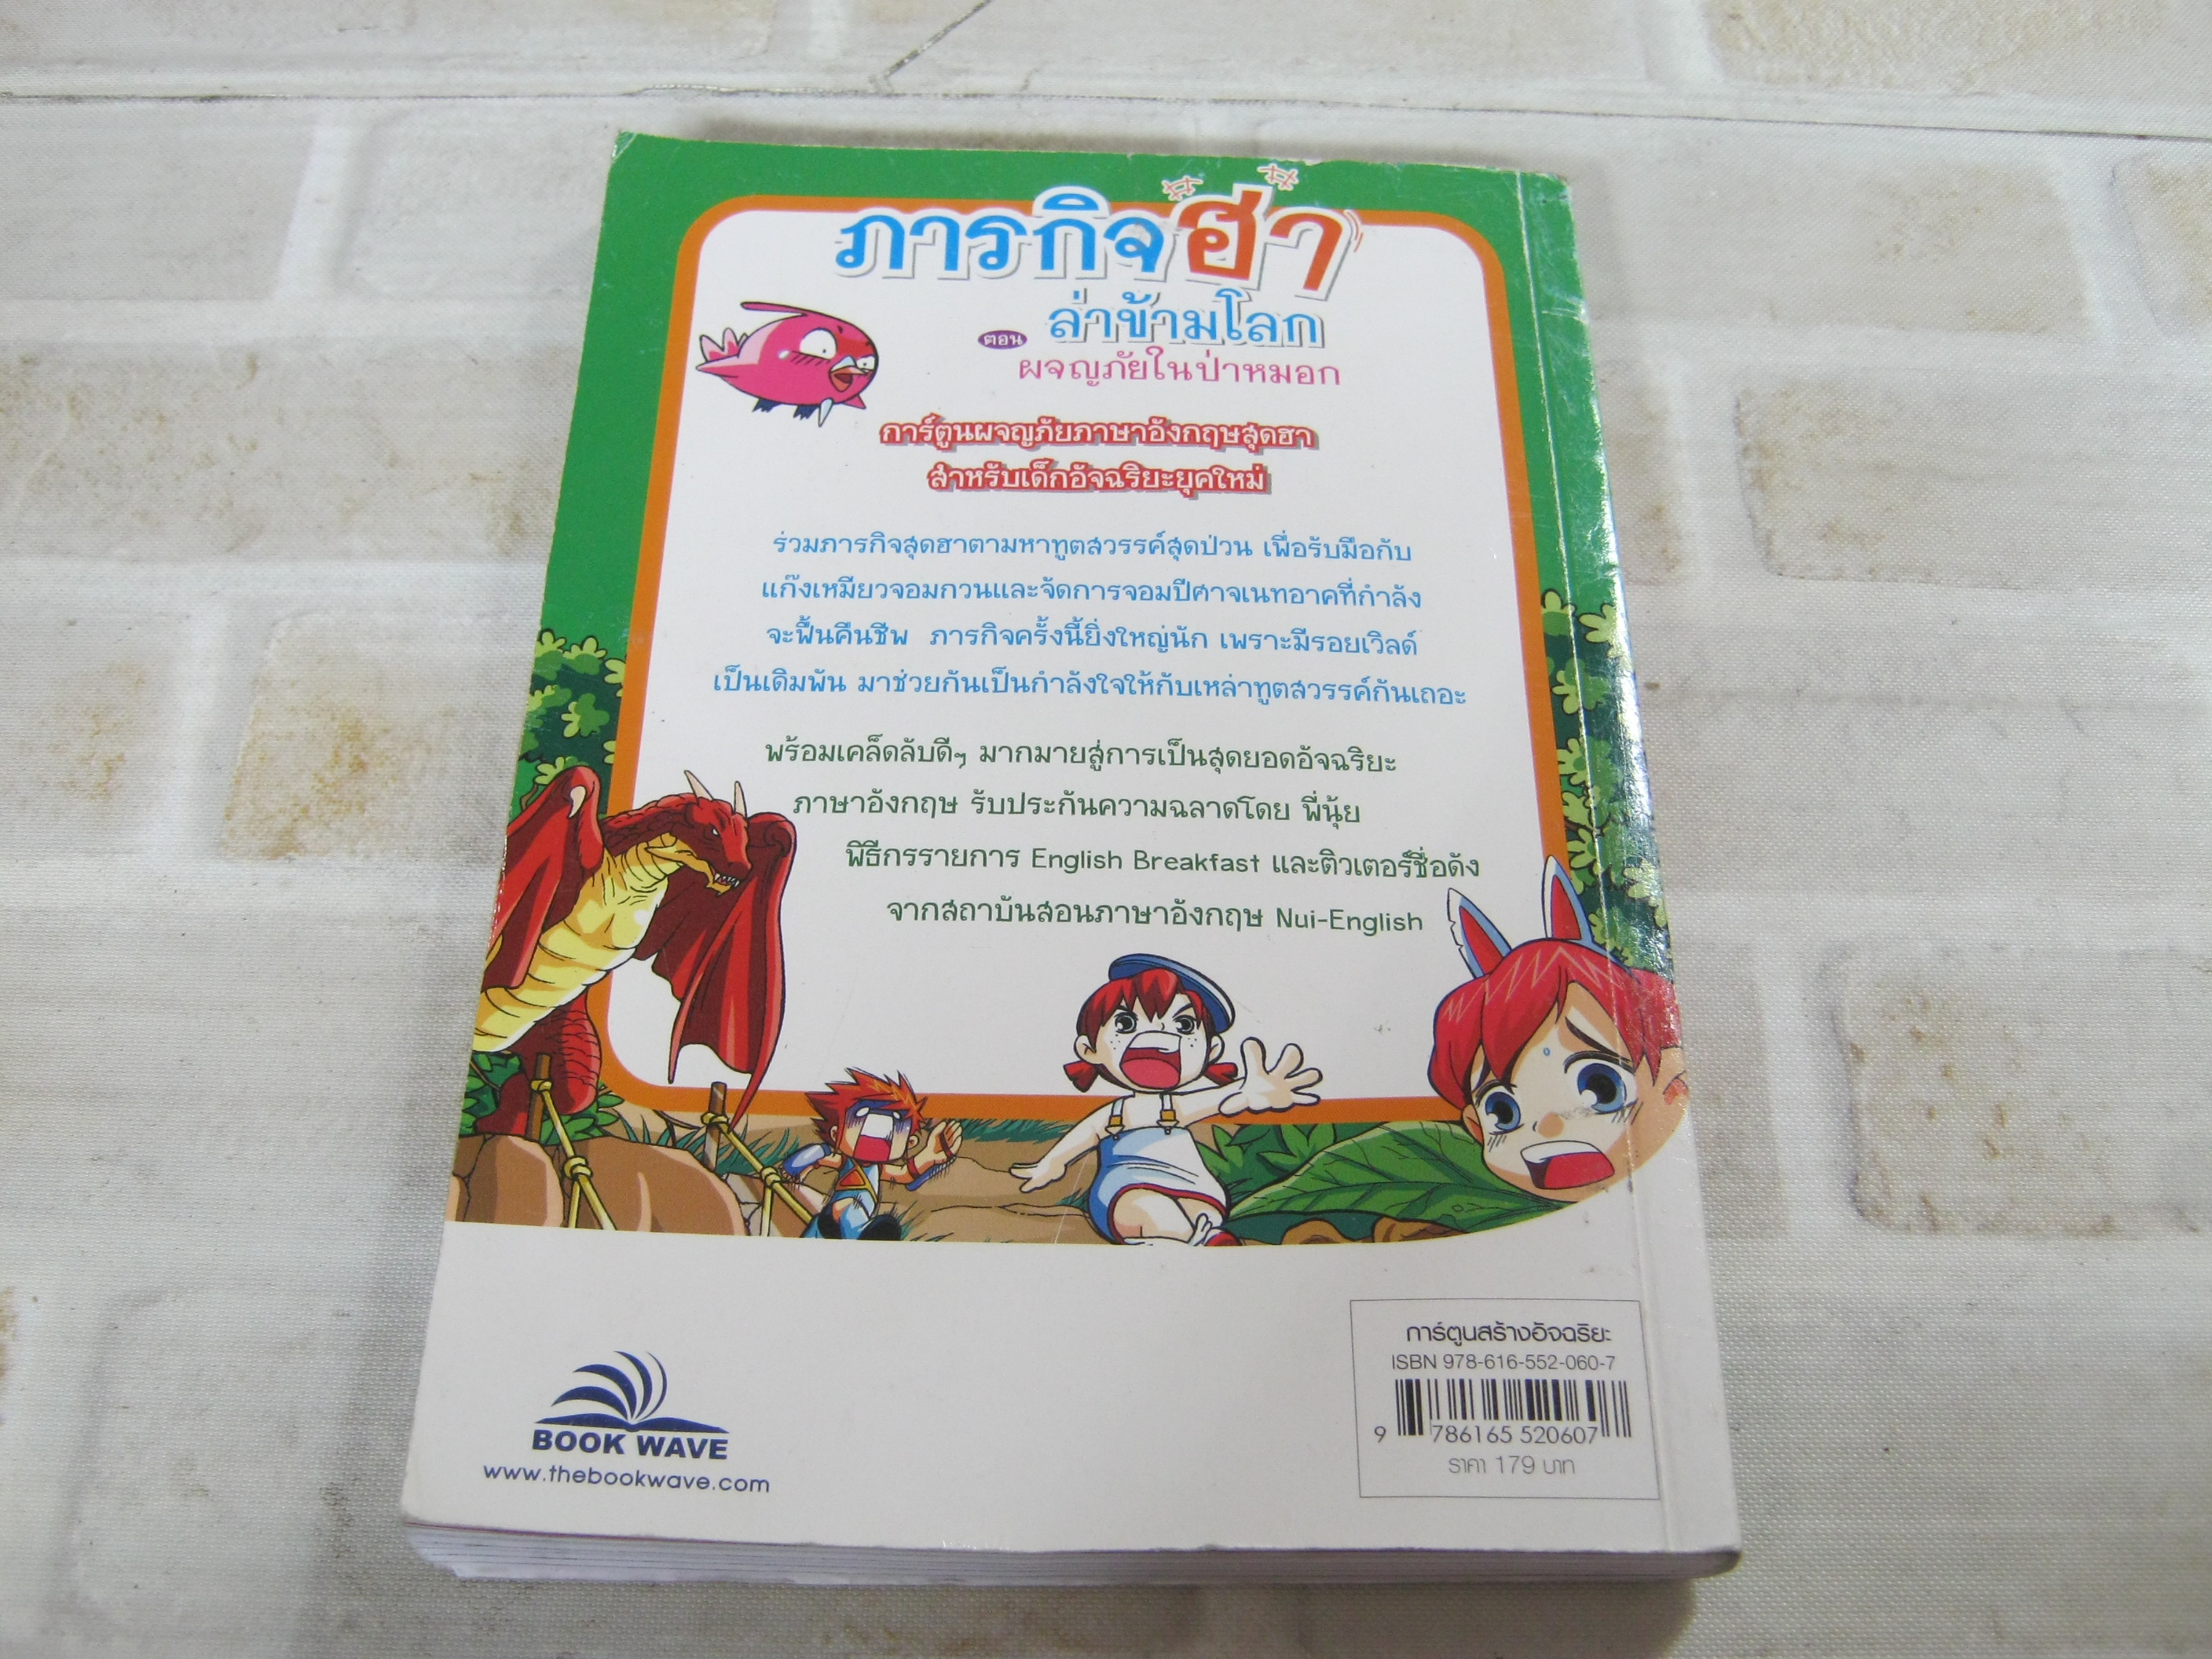 ภารกิจฮา
ล่าข้ามโลก
ตอน
ผจญภัยในป่าหมอก
การ์ตูนผจญภัยภาษาอังกฤษสุดฮา
สำหรับเด็กอัจฉริยะยุคใหม่
ร่วมภารกิจสุดฮาตามหาทูตสวรรค์สุดป่วน เพื่อรับมือกับ
แก๊งเหมียวจอมกวนและจัดการจอมปีศาจเนทอาคที่กำลัง
จะฟื้นคืนชีพ ภารกิจครั้งนี้ยิ่งใหญ่นัก เพราะมีรอยเวิลด์
เป็นเดิมพัน มาช่วยกันเป็นกำลังใจให้กับเหล่าทูตสวรรค์กันเถอะ
พร้อมเคล็ดลับดีๆ มากมายสู่การเป็นสุดยอดอัจฉริยะ
ภาษาอังกฤษ รับประกันความฉลาดโดย พี่นุ้ย
พิธีกรรายการ English Breakfast และติวเตอร์ชื่อดัง
จากสถาบันสอนภาษาอังกฤษ Nui-English
การ์ตูนสร้างอัจฉริยะ
ISBN 978-616-552-060-7
9 786165 520607
ราคา 179 บาท
BOOK WAVE
www.thebookwave.com